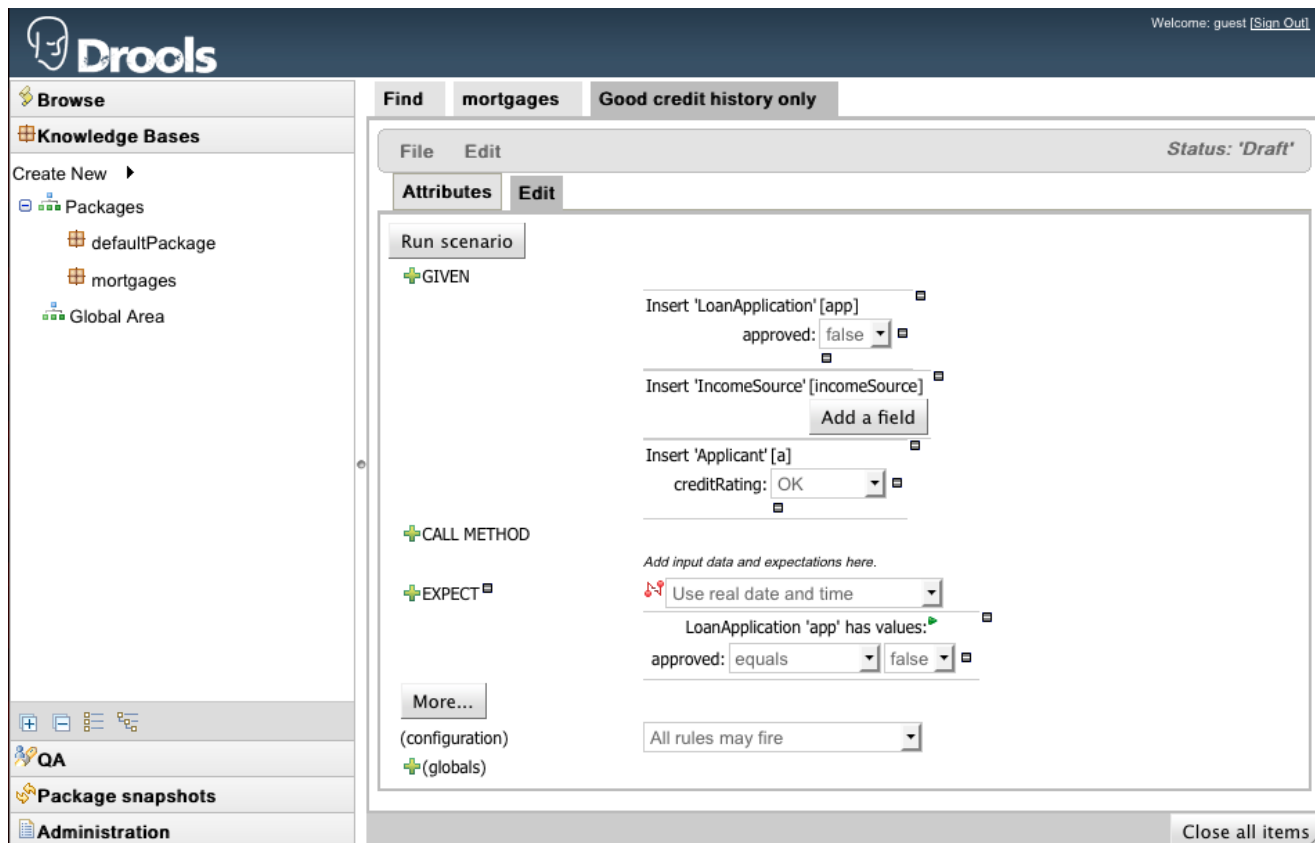 Welcome: guest [Sign Out]
Drools
Browse
Knowledge Bases
Create New
Packages
defaultPackage
mortgages
Global Area
QA
Package snapshots
Administration
Find mortgages Good credit history only
File Edit Status: 'Draft'
Attributes Edit
Run scenario
GIVEN
Insert 'LoanApplication' [app]
approved: false
Insert 'IncomeSource' [incomeSource]
Add a field
Insert 'Applicant' [a]
creditRating: OK
CALL METHOD
Add input data and expectations here.
EXPECT Use real date and time
LoanApplication 'app' has values:
approved: equals false
More...
(configuration) All rules may fire
(globals)
Close all items